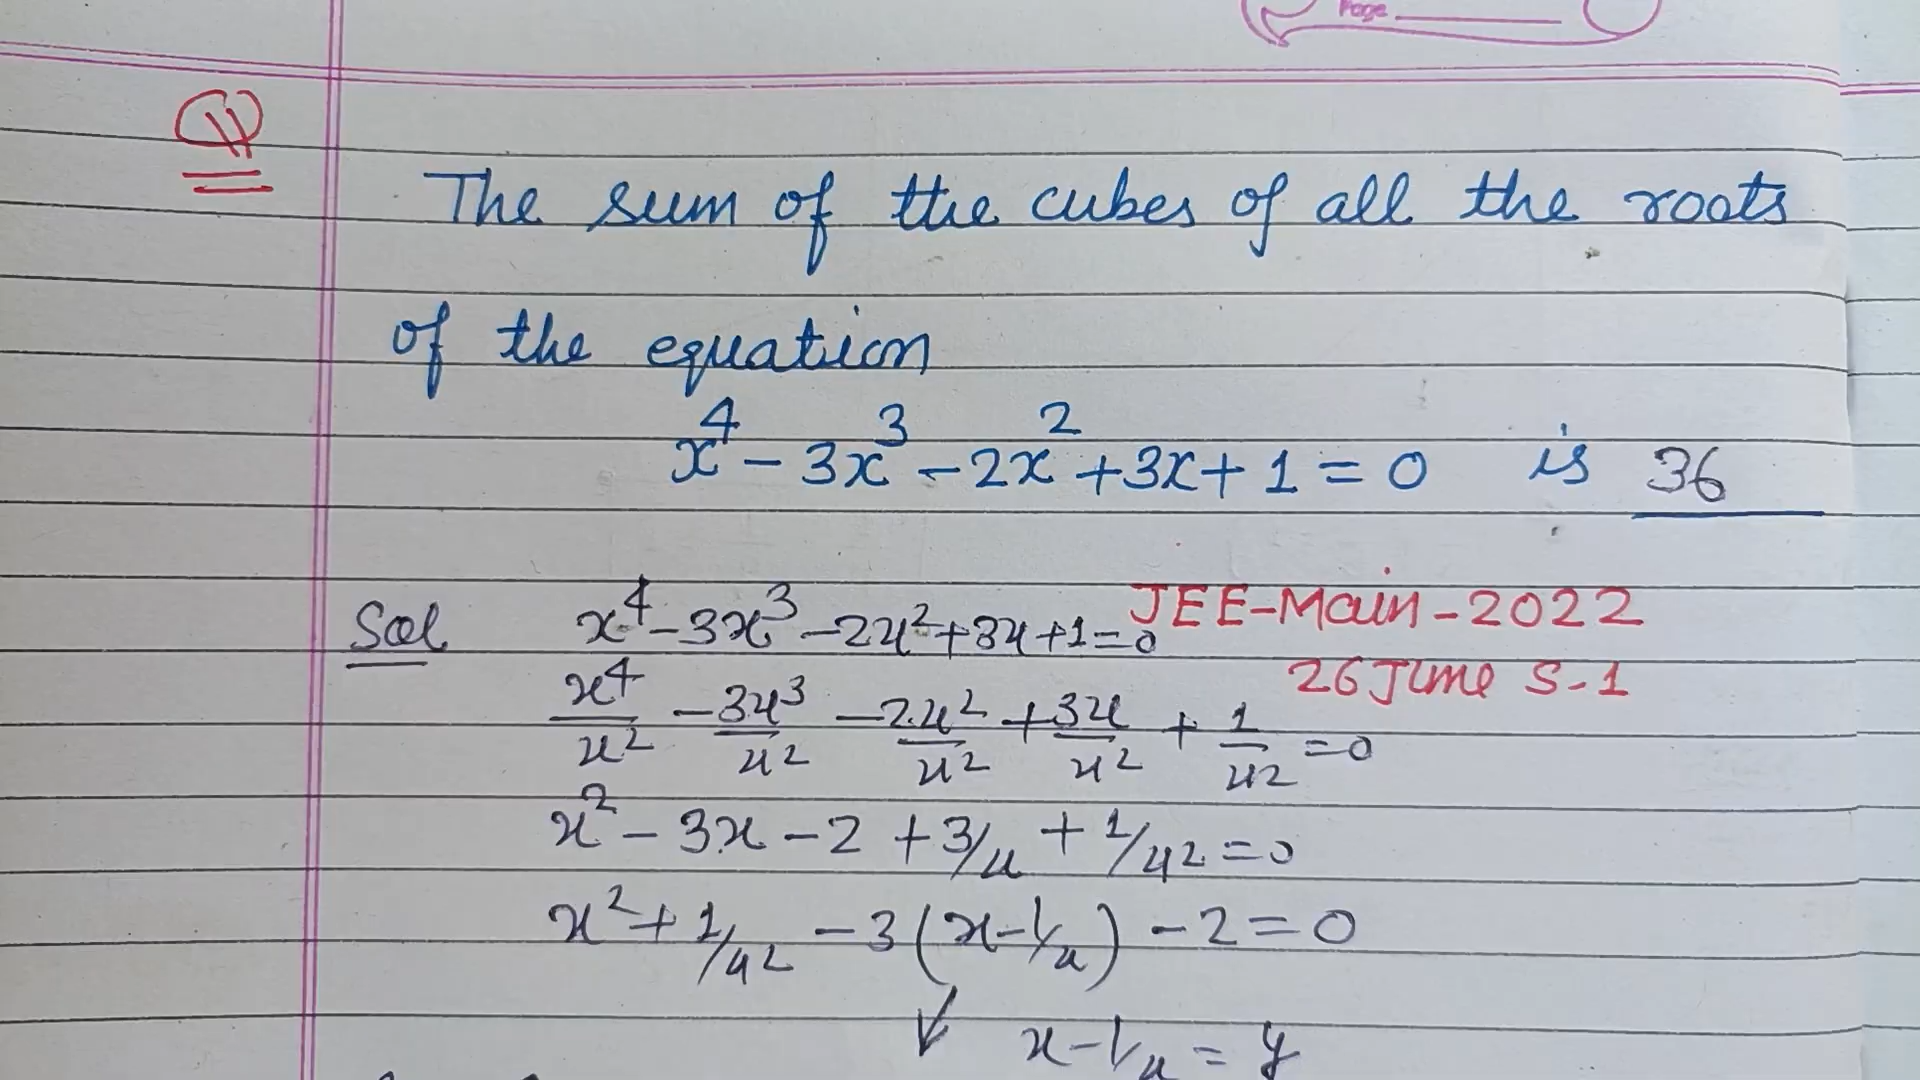 Page
Q
The sum of the cubes of all the roots
of the equation
x⁴ - 3x³ - 2x² + 3x + 1 = 0 is 36
Sol x⁴ - 3x³ - 2x² + 3x + 1 = 0 JEE-Main-2022
26 June S-1
x⁴/x² - 3x³/x² - 2x²/x² + 3x/x² + 1/x² = 0
x² - 3x - 2 + 3/x + 1/x² = 0
x² + 1/x² - 3(x - 1/x) - 2 = 0
↓ x - 1/x = y